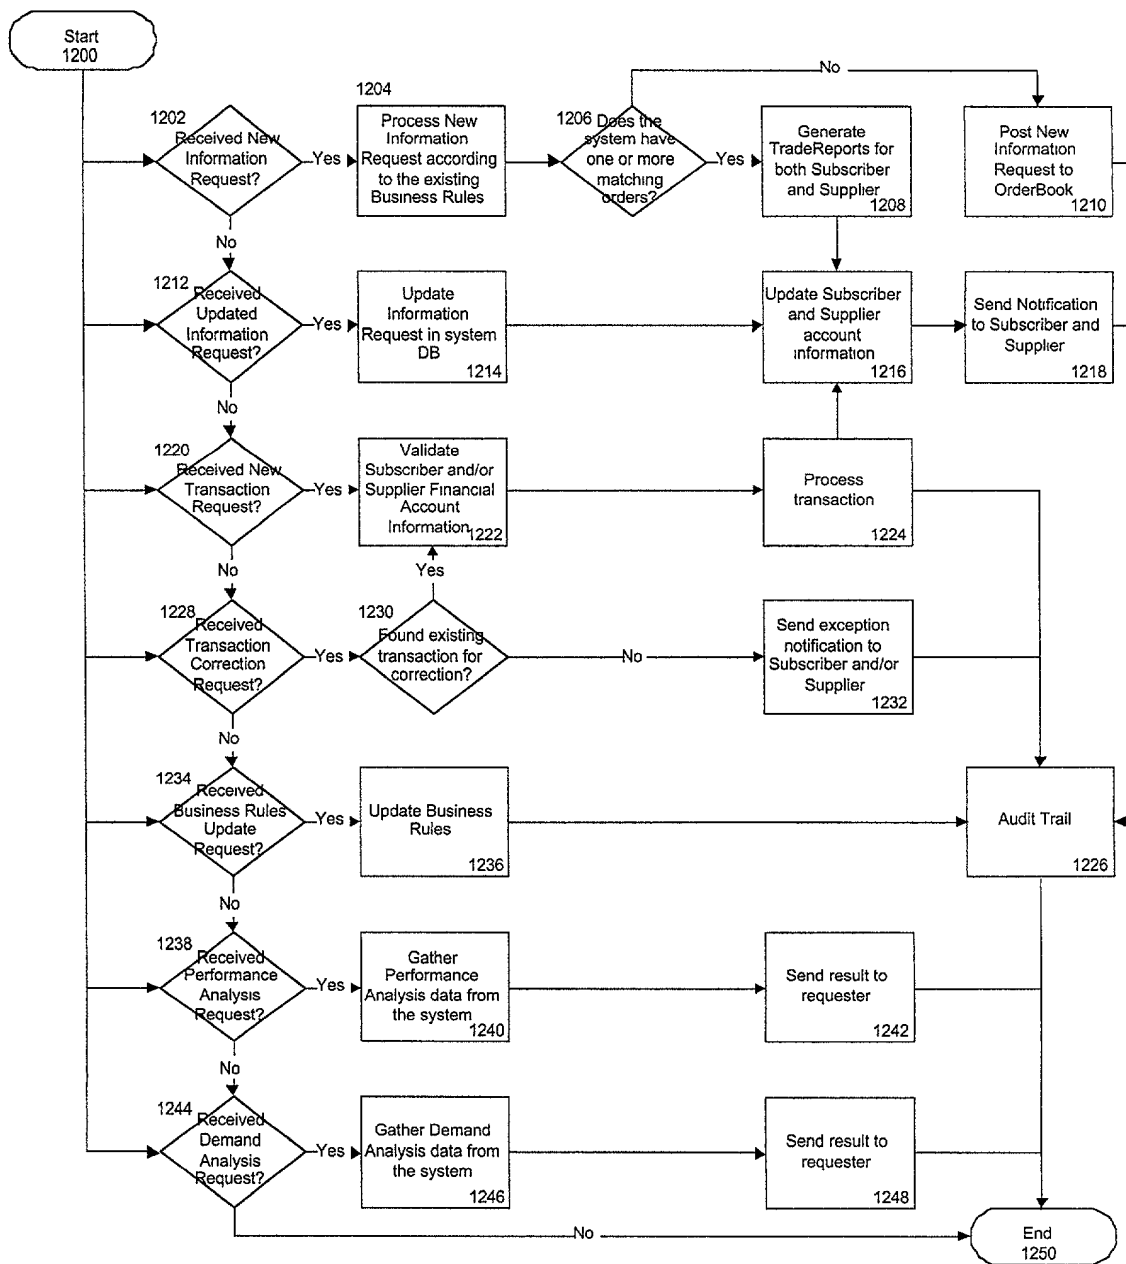 Start
1200
No
1202
Received New
Information
Request?
Yes
1204
Process New
Information
Request according
to the existing
Business Rules
1206 Does the
system have
one or more
matching
orders?
Yes
Generate
TradeReports for
both Subscriber
and Supplier
1208
Post New
Information
Request to
OrderBook
1210
No
1212
Received
Updated
Information
Request?
Yes
Update
Information
Request in system
DB
1214
Update Subscriber
and Supplier
account
information
1216
Send Notification
to Subscriber and
Supplier
1218
No
1220
Received New
Transaction
Request?
Yes
Validate
Subscriber and/or
Supplier Financial
Account
Information
1222
Process
transaction
1224
No
Yes
1228
Received
Transaction
Correction
Request?
Yes
1230
Found existing
transaction for
correction?
No
Send exception
notification to
Subscriber and/or
Supplier
1232
No
1234
Received
Business Rules
Update
Request?
Yes
Update Business
Rules
1236
Audit Trail
1226
No
1238
Received
Performance
Analysis
Request?
Yes
Gather
Performance
Analysis data from
the system
1240
Send result to
requester
1242
No
1244
Received
Demand
Analysis
Request?
Yes
Gather Demand
Analysis data from
the system
1246
Send result to
requester
1248
No
End
1250